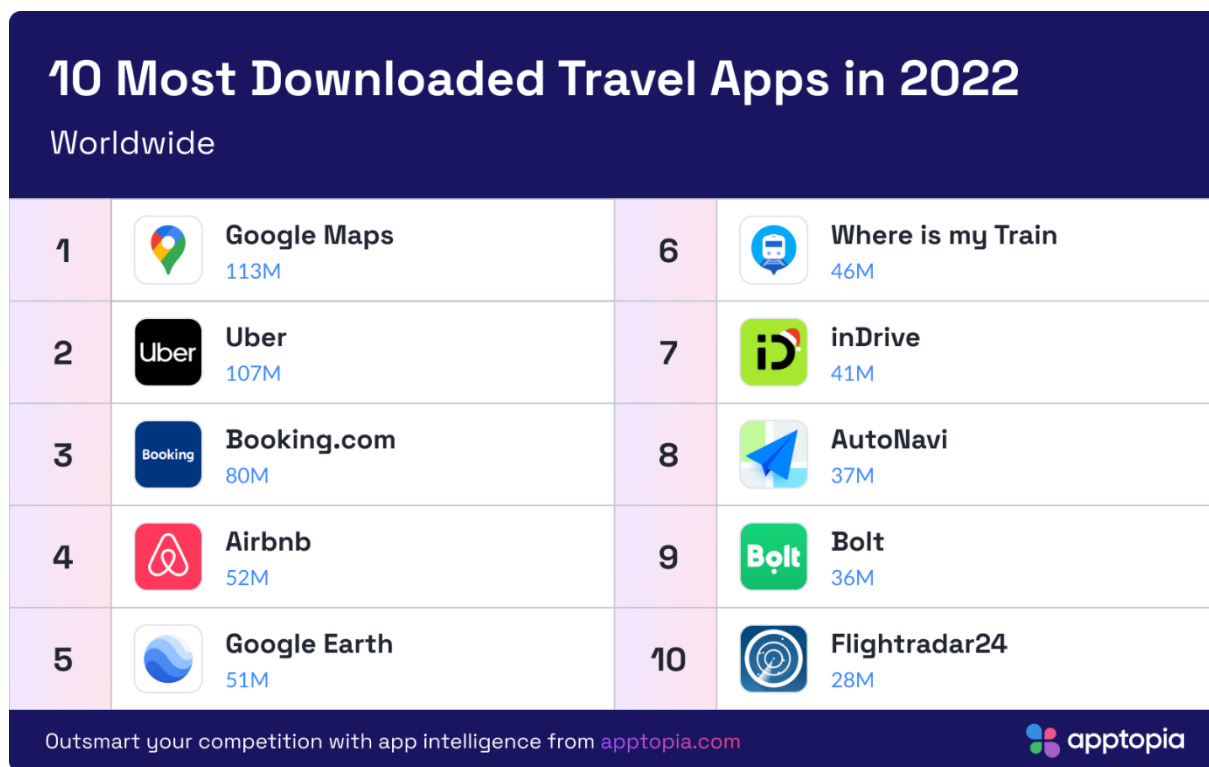 10 Most Downloaded Travel Apps in 2022
Worldwide
1
Google Maps
113M
2
Uber
Uber
107M
3
Booking
Booking.com
80M
4
Airbnb
52M
5
Google Earth
51M
6
Where is my Train
46M
7
iD
inDrive
41M
8
AutoNavi
37M
9
Bolt
Bolt
36M
10
Flightradar24
28M
Outsmart your competition with app intelligence from apptopia.com
apptopia